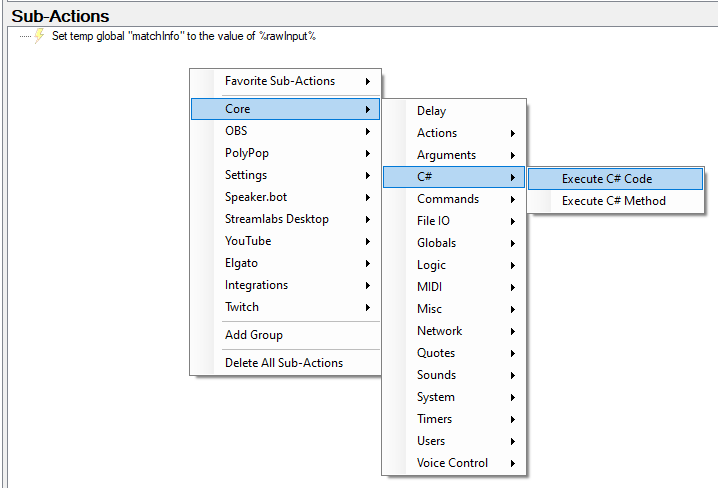 Sub-Actions
Set temp global "matchInfo" to the value of %rawInput%
Favorite Sub-Actions
Core
OBS
PolyPop
Settings
Speaker.bot
Streamlabs Desktop
YouTube
Elgato
Integrations
Twitch
Add Group
Delete All Sub-Actions
Delay
Actions
Arguments
C#
Commands
File IO
Globals
Logic
MIDI
Misc
Network
Quotes
Sounds
System
Timers
Users
Voice Control
Execute C# Code
Execute C# Method